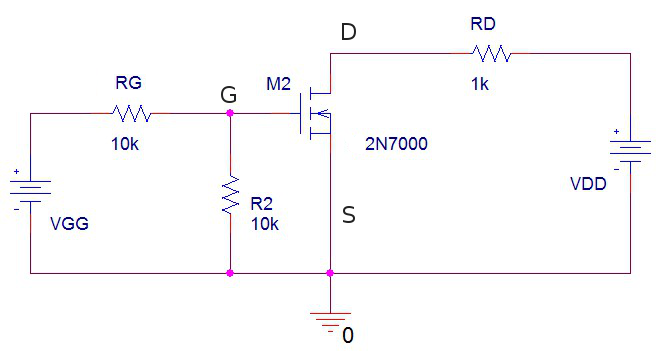 D
RD
1k
RG
10k
G
M2
2N7000
+
-
VGG
R2
10k
S
+
-
VDD
0